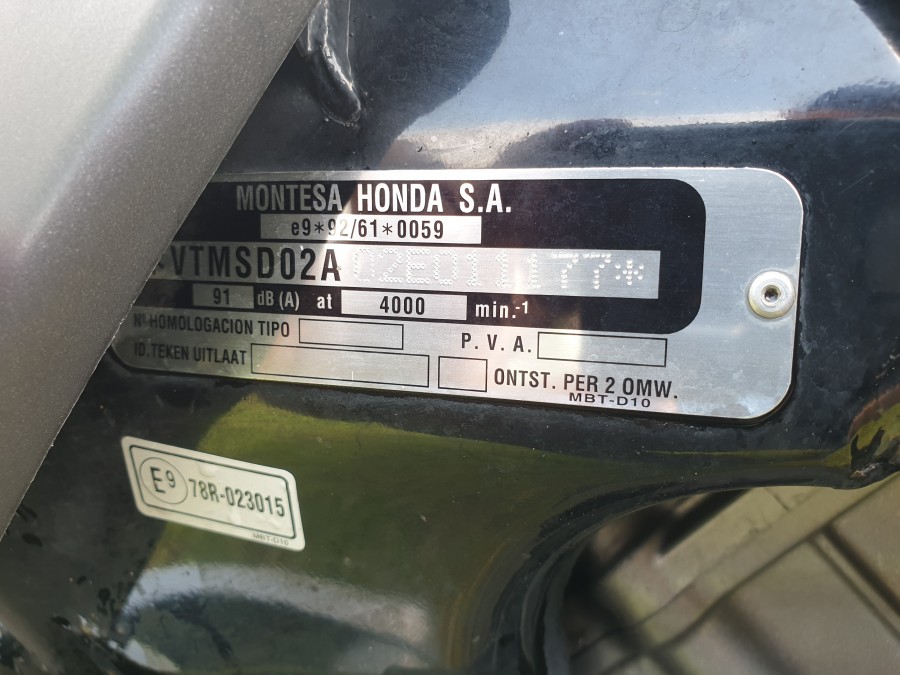 MONTESA HONDA S.A.
e9*92/61*0059
VTMSD02A02E011177*
91 dB (A) at 4000 min.-1
Nº HOMOLOGACION TIPO P. V. A.
ID. TEKEN UITLAAT ONTST. PER 2 OMW.
MBT-D10
E9 78R-023015
MBT-D10